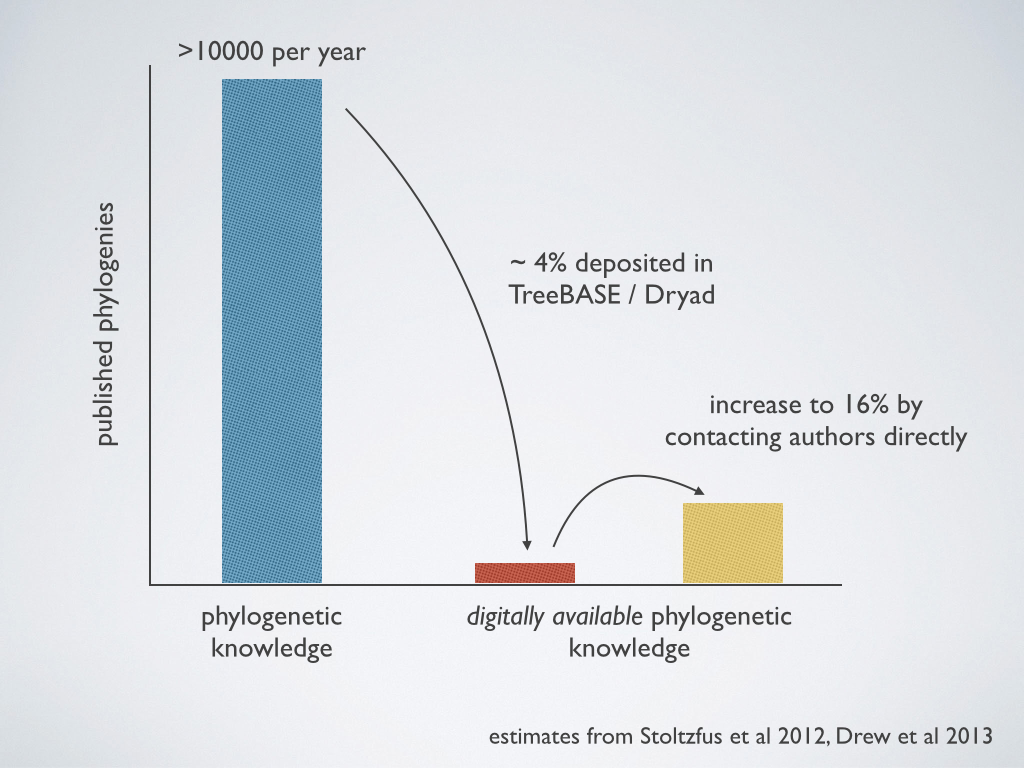 >10000 per year
published phylogenies
~ 4% deposited in
TreeBASE / Dryad
increase to 16% by
contacting authors directly
phylogenetic
knowledge
digitally available phylogenetic
knowledge
estimates from Stoltzfus et al 2012, Drew et al 2013